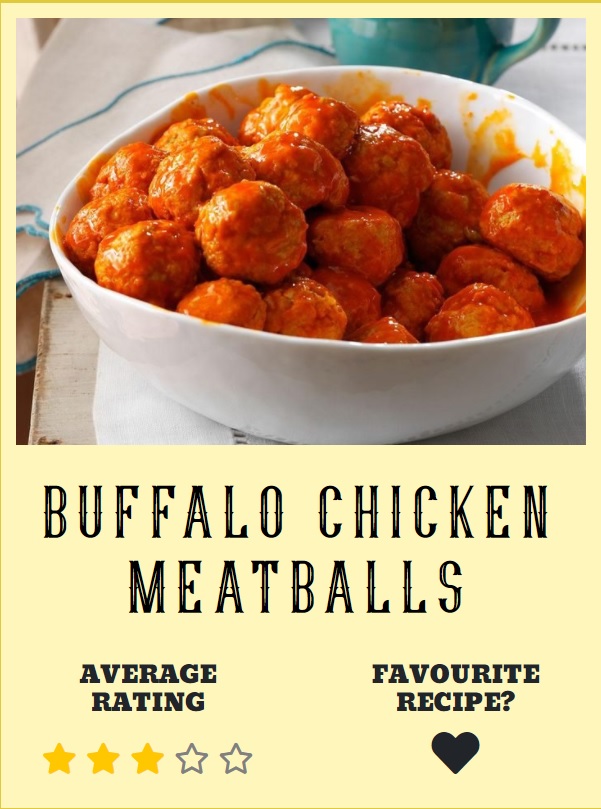 BUFFALO CHICKEN
MEATBALLS
AVERAGE
RATING
FAVOURITE
RECIPE?